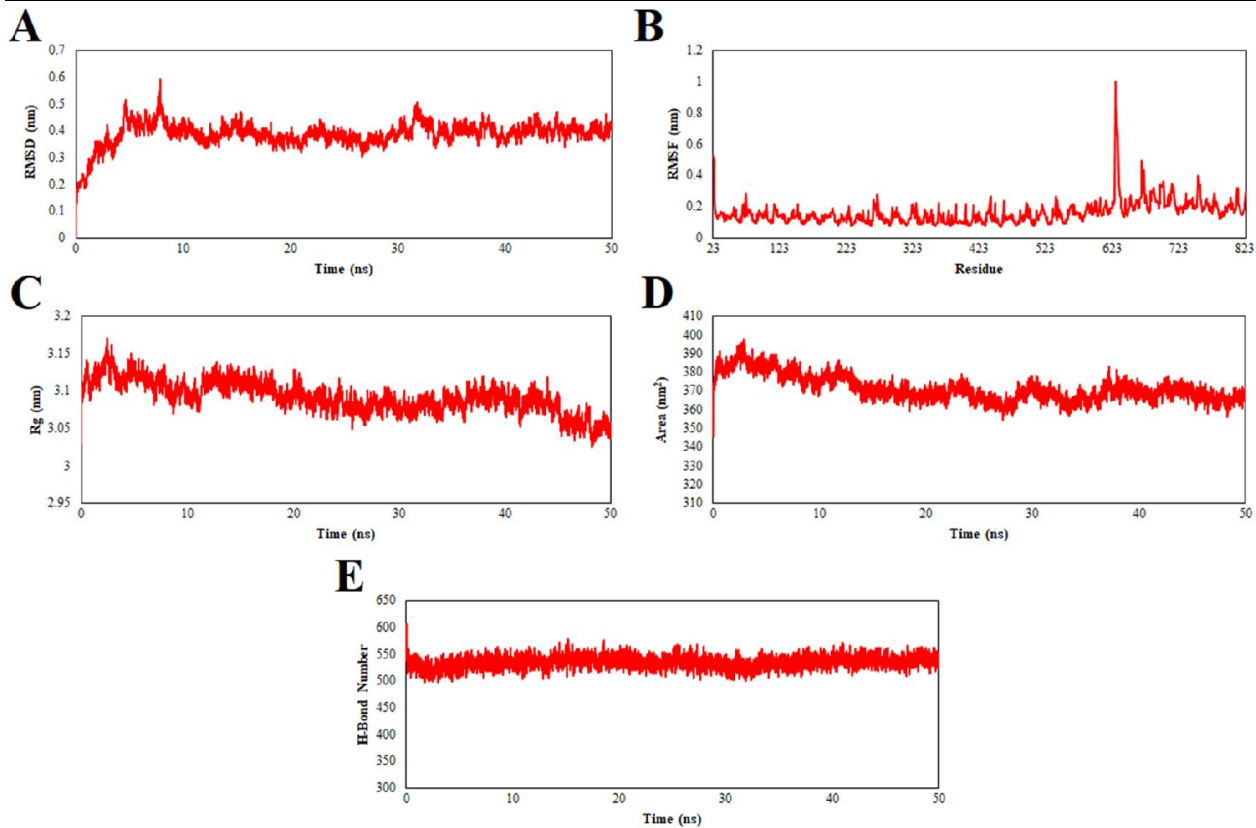 A
B
0.7
0.6
0.5
0.4
0.3
0.2
0.1
0
RMSD (nm)
0 10 20 30 40 50
Time (ns)
1.2
1
0.8
0.6
0.4
0.2
0
RMSF (nm)
23 123 223 323 423 523 623 723 823
Residue
C
D
3.2
3.15
3.1
3.05
3
2.95
Rg (nm)
0 10 20 30 40 50
Time (ns)
410
400
390
380
370
360
350
340
330
320
310
Area (nm²)
0 10 20 30 40 50
Time (ns)
E
650
600
550
500
450
400
350
300
H-Bond Number
0 10 20 30 40 50
Time (ns)